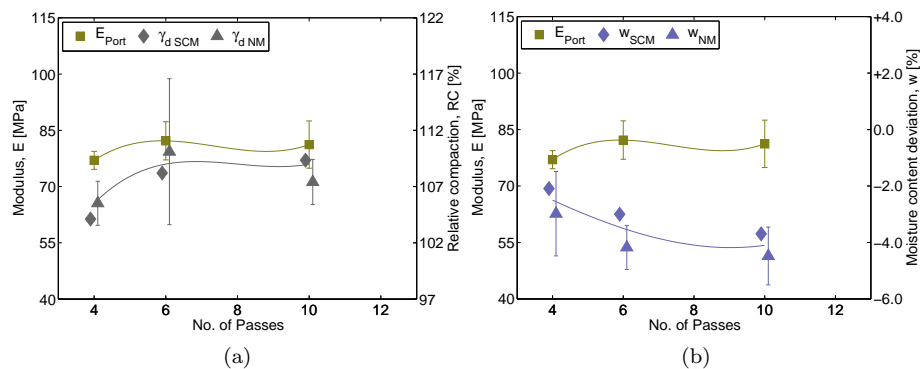 E_Port γ_d SCM γ_d NM
Modulus, E [MPa]
115
100
85
70
55
40
4 6 8 10 12
No. of Passes
122
117
112
107
102
97
Relative compaction, RC [%]
(a)
E_Port w_SCM w_NM
Modulus, E [MPa]
115
100
85
70
55
40
4 6 8 10 12
No. of Passes
+4.0
+2.0
0.0
−2.0
−4.0
−6.0
Moisture content deviation, w [%]
(b)